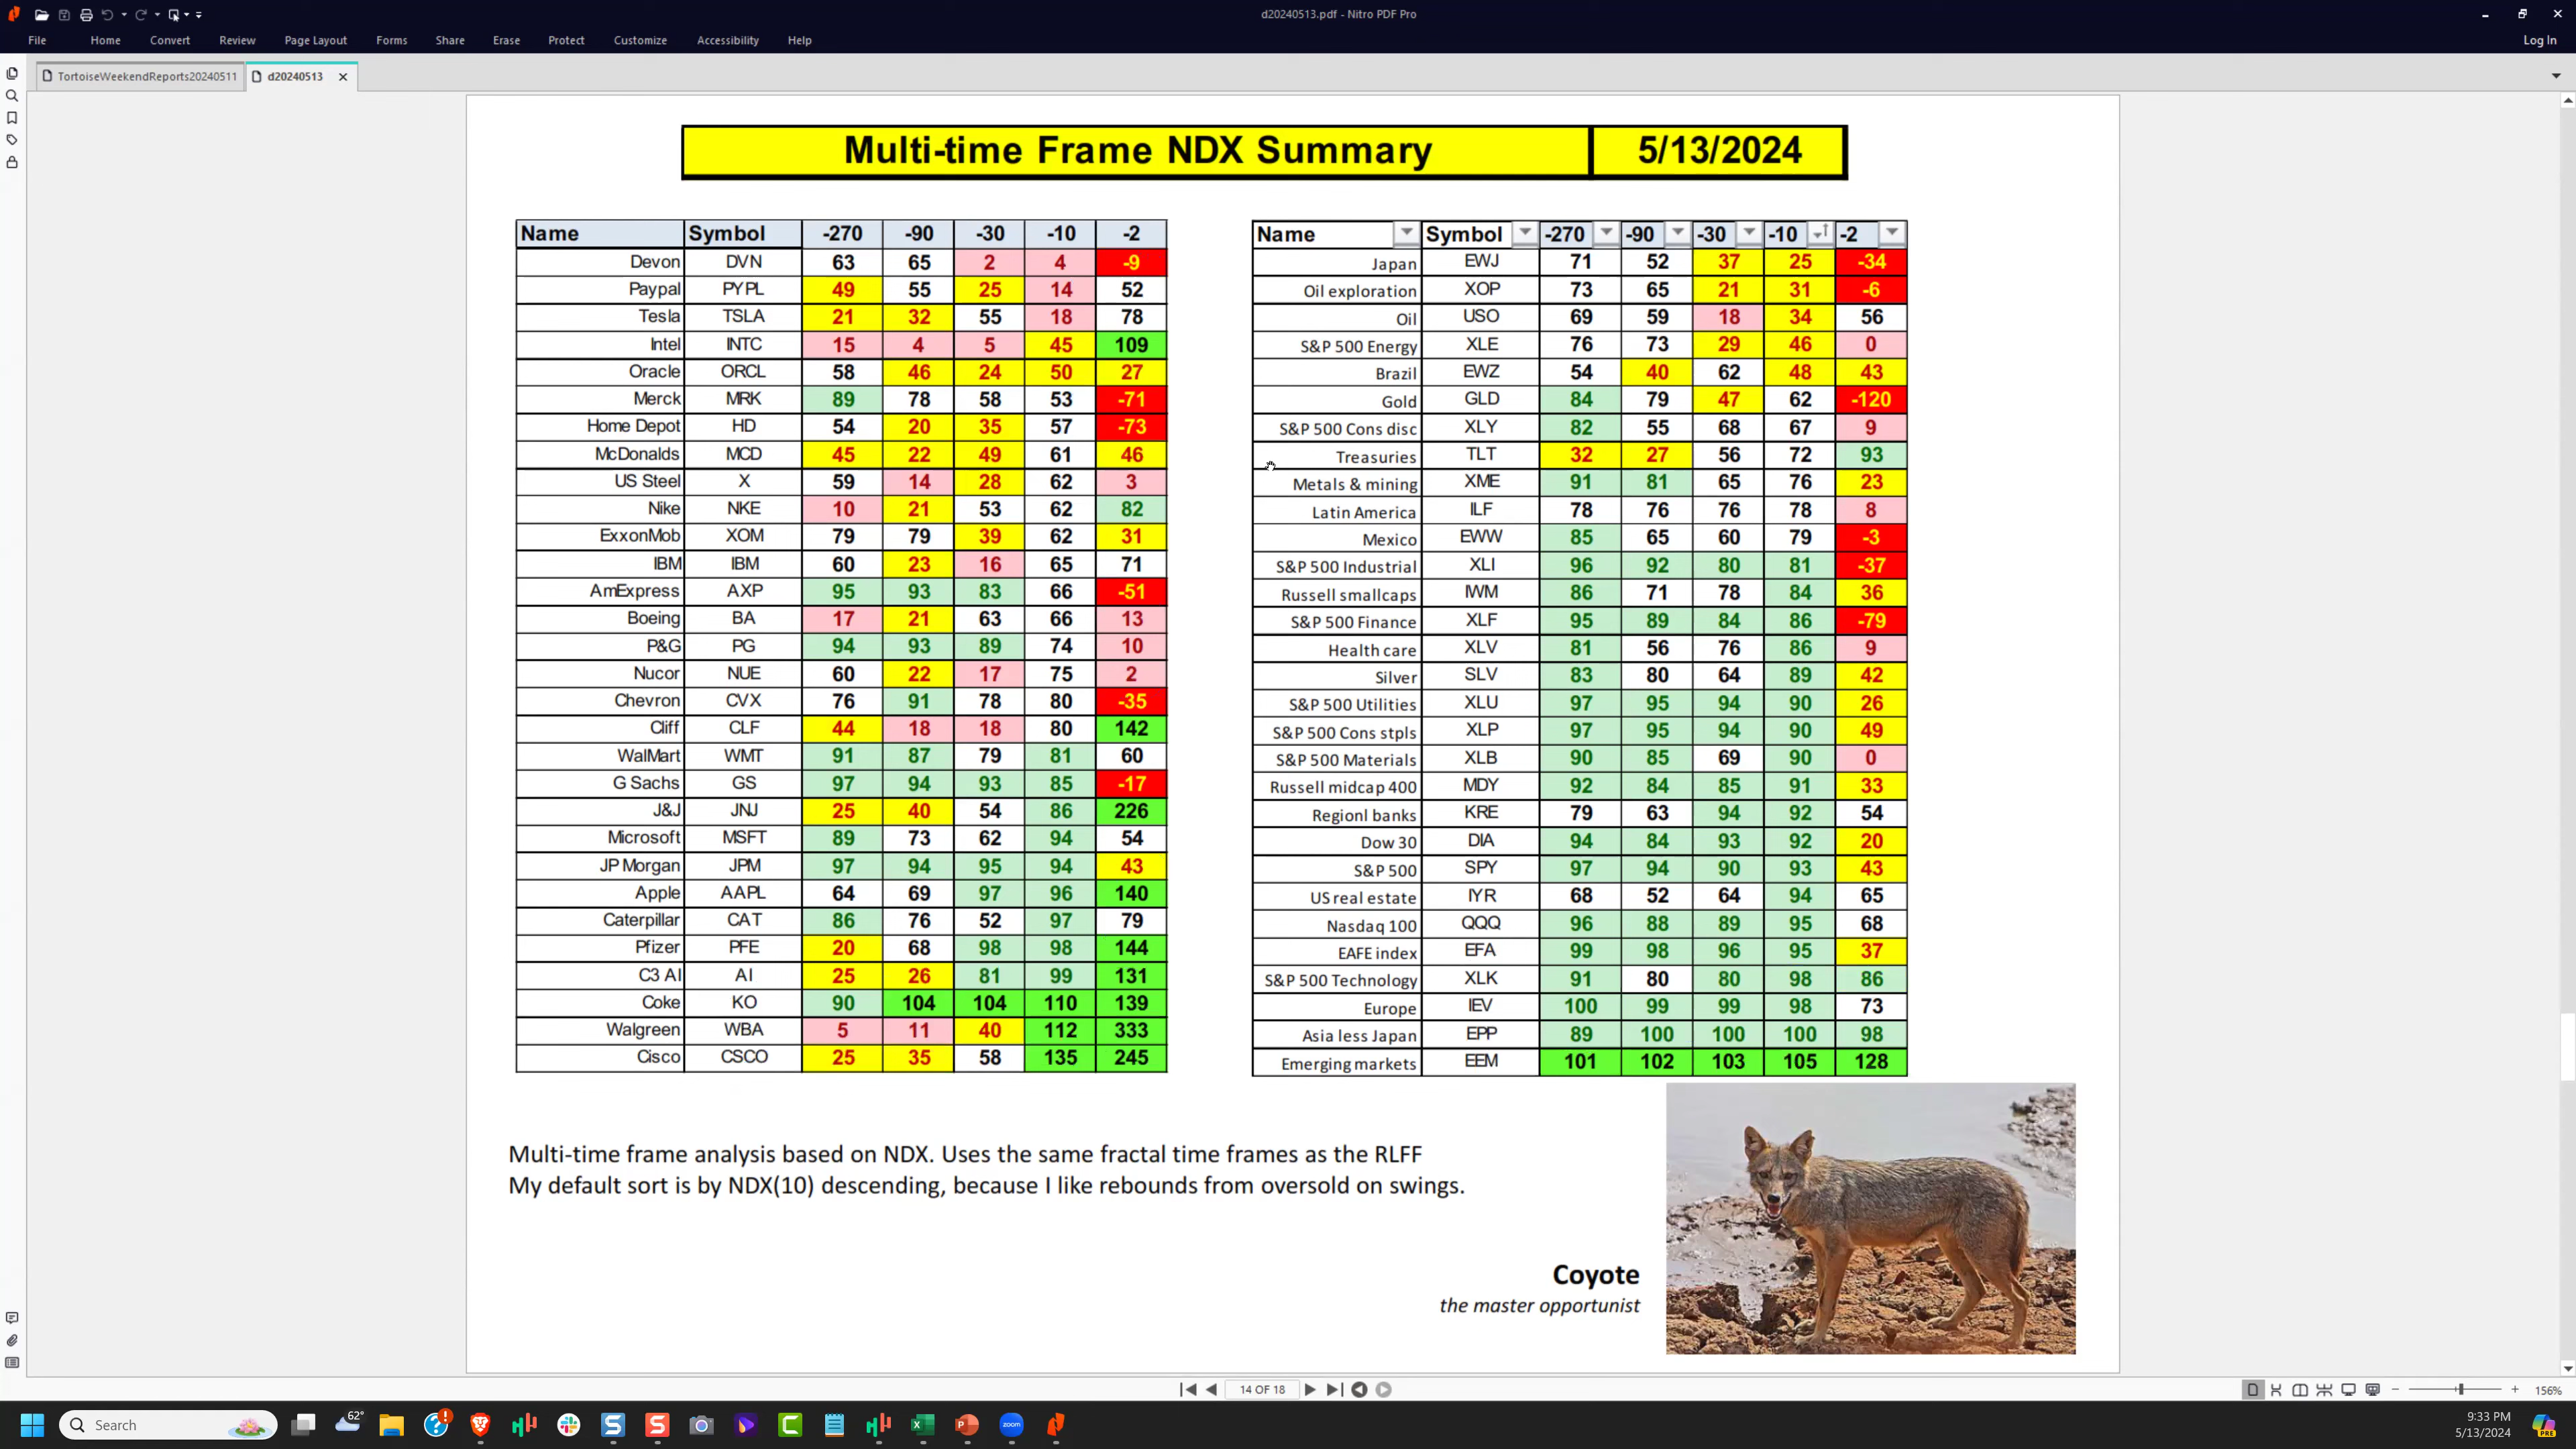 d20240513.pdf - Nitro PDF Pro
File Home Convert Review Page Layout Forms Share Erase Protect Customize Accessibility Help Log In
TortoiseWeekendReports20240511 d20240513
Multi-time Frame NDX Summary 5/13/2024
Name Symbol -270 -90 -30 -10 -2
Devon DVN 63 65 2 4 -9
Paypal PYPL 49 55 25 14 52
Tesla TSLA 21 32 55 18 78
Intel INTC 15 4 5 45 109
Oracle ORCL 58 46 24 50 27
Merck MRK 89 78 58 53 -71
Home Depot HD 54 20 35 57 -73
McDonalds MCD 45 22 49 61 46
US Steel X 59 14 28 62 3
Nike NKE 10 21 53 62 82
ExxonMob XOM 79 79 39 62 31
IBM IBM 60 23 16 65 71
AmExpress AXP 95 93 83 66 -51
Boeing BA 17 21 63 66 13
P&G PG 94 93 89 74 10
Nucor NUE 60 22 17 75 2
Chevron CVX 76 91 78 80 -35
Cliff CLF 44 18 18 80 142
WalMart WMT 91 87 79 81 60
G Sachs GS 97 94 93 85 -17
J&J JNJ 25 40 54 86 226
Microsoft MSFT 89 73 62 94 54
JP Morgan JPM 97 94 95 94 43
Apple AAPL 64 69 97 96 140
Caterpillar CAT 86 76 52 97 79
Pfizer PFE 20 68 98 98 144
C3 AI AI 25 26 81 99 131
Coke KO 90 104 104 110 139
Walgreen WBA 5 11 40 112 333
Cisco CSCO 25 35 58 135 245
Name Symbol -270 -90 -30 -10 -2
Japan EWJ 71 52 37 25 -34
Oil exploration XOP 73 65 21 31 -6
Oil USO 69 59 18 34 56
S&P 500 Energy XLE 76 73 29 46 0
Brazil EWZ 54 40 62 48 43
Gold GLD 84 79 47 62 -120
S&P 500 Cons disc XLY 82 55 68 67 9
Treasuries TLT 32 27 56 72 93
Metals & mining XME 91 81 65 76 23
Latin America ILF 78 76 76 78 8
Mexico EWW 85 65 60 79 -3
S&P 500 Industrial XLI 96 92 80 81 -37
Russell smallcaps IWM 86 71 78 84 36
S&P 500 Finance XLF 95 89 84 86 -79
Health care XLV 81 56 76 86 9
Silver SLV 83 80 64 89 42
S&P 500 Utilities XLU 97 95 94 90 26
S&P 500 Cons stpls XLP 97 95 94 90 49
S&P 500 Materials XLB 90 85 69 90 0
Russell midcap 400 MDY 92 84 85 91 33
Regionl banks KRE 79 63 94 92 54
Dow 30 DIA 94 84 93 92 20
S&P 500 SPY 97 94 90 93 43
US real estate IYR 68 52 64 94 65
Nasdaq 100 QQQ 96 88 89 95 68
EAFE index EFA 99 98 96 95 37
S&P 500 Technology XLK 91 80 80 98 86
Europe IEV 100 99 99 98 73
Asia less Japan EPP 89 100 100 100 98
Emerging markets EEM 101 102 103 105 128
Multi-time frame analysis based on NDX. Uses the same fractal time frames as the RLFF
My default sort is by NDX(10) descending, because I like rebounds from oversold on swings.
Coyote
the master opportunist
14 OF 18
156%
Search
62°
zoom
PRE
9:33 PM
5/13/2024